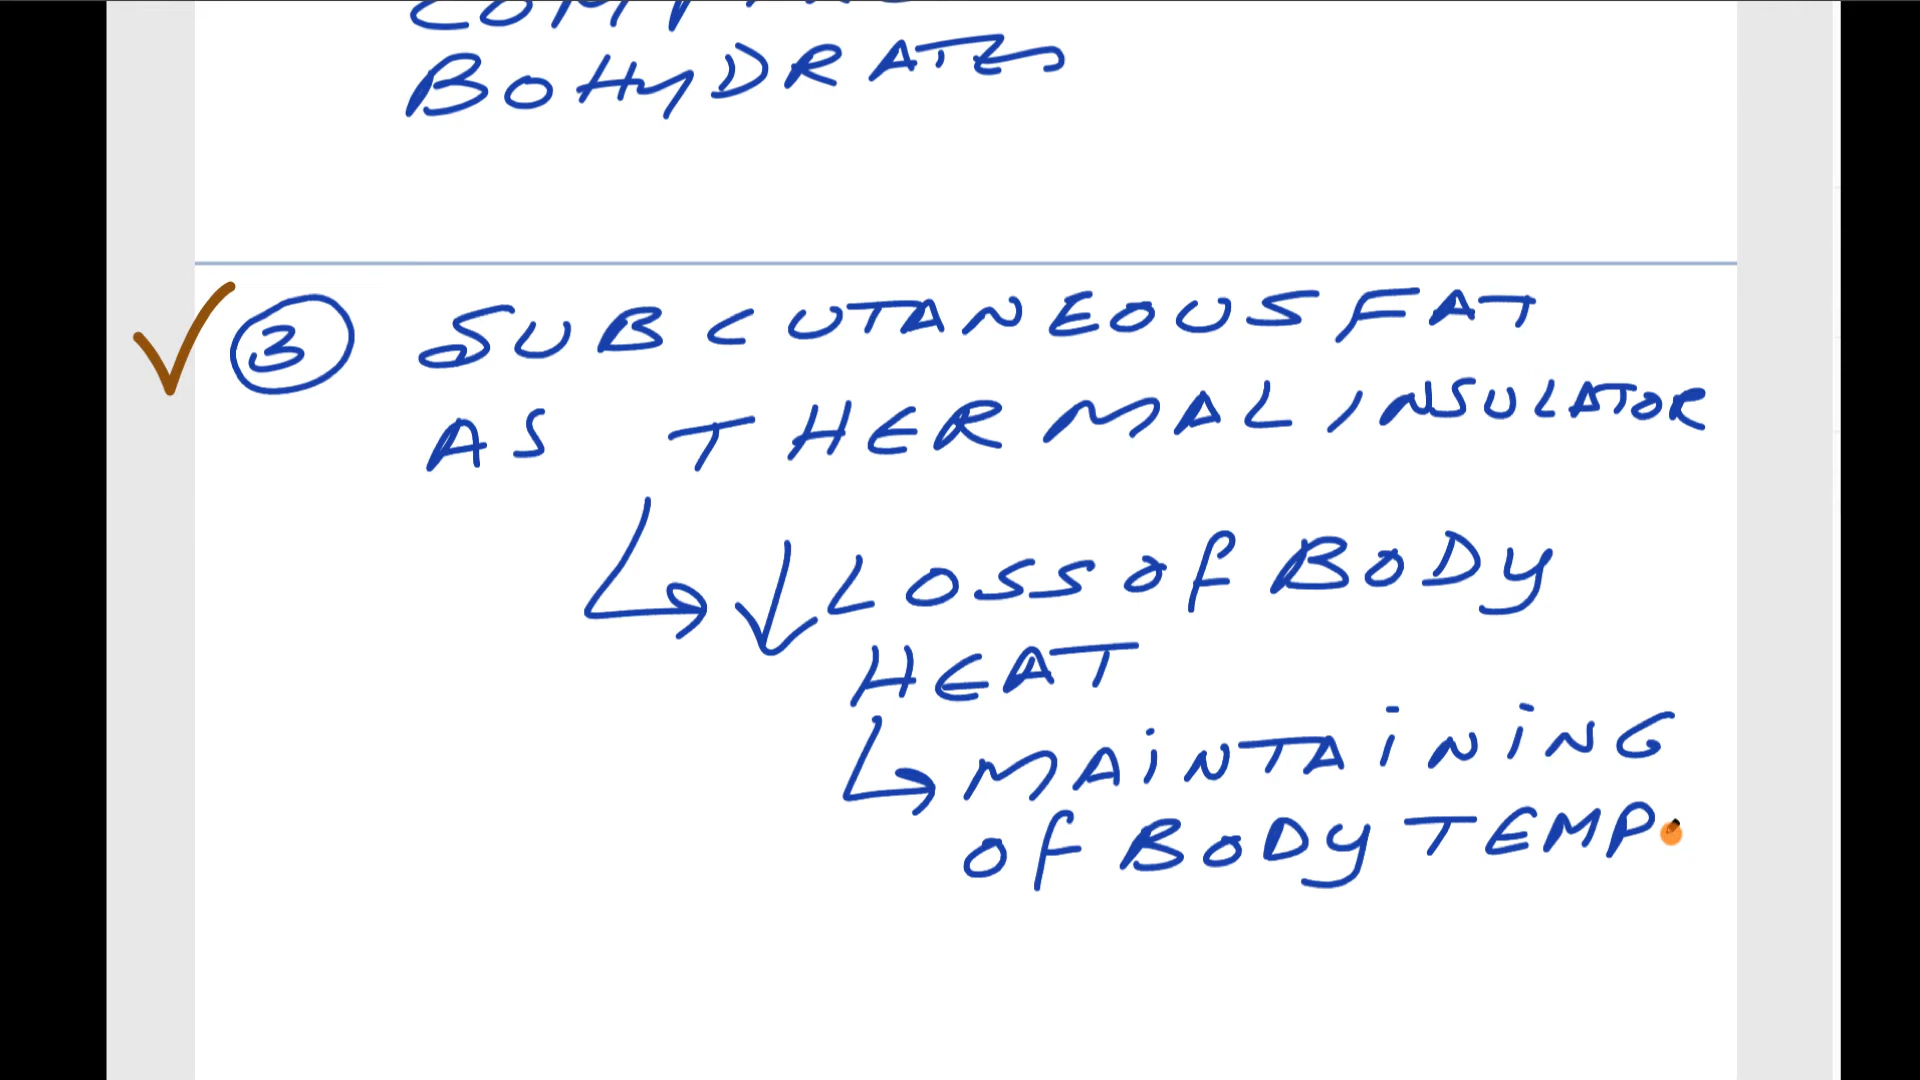 BOHYDRATES
③ SUBCUTANEOUS FAT
AS THERMAL INSULATOR
↳ ↓ LOSS of BODY
HEAT
↳ MAiNTAiNiNG
of BODY TEMP